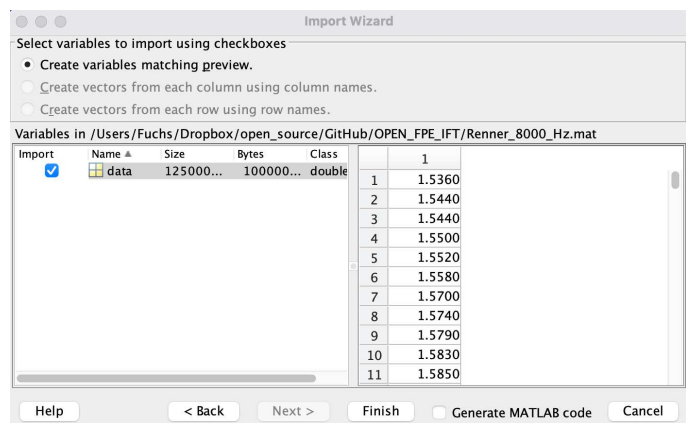 Import Wizard
Select variables to import using checkboxes
Create variables matching preview.
Create vectors from each column using column names.
Create vectors from each row using row names.
Variables in /Users/Fuchs/Dropbox/open_source/GitHub/OPEN_FPE_IFT/Renner_8000_Hz.mat
Import Name Size Bytes Class
data 125000... 100000... double
1
1 1.5360
2 1.5440
3 1.5440
4 1.5500
5 1.5520
6 1.5580
7 1.5700
8 1.5740
9 1.5790
10 1.5830
11 1.5850
Help < Back Next > Finish Generate MATLAB code Cancel